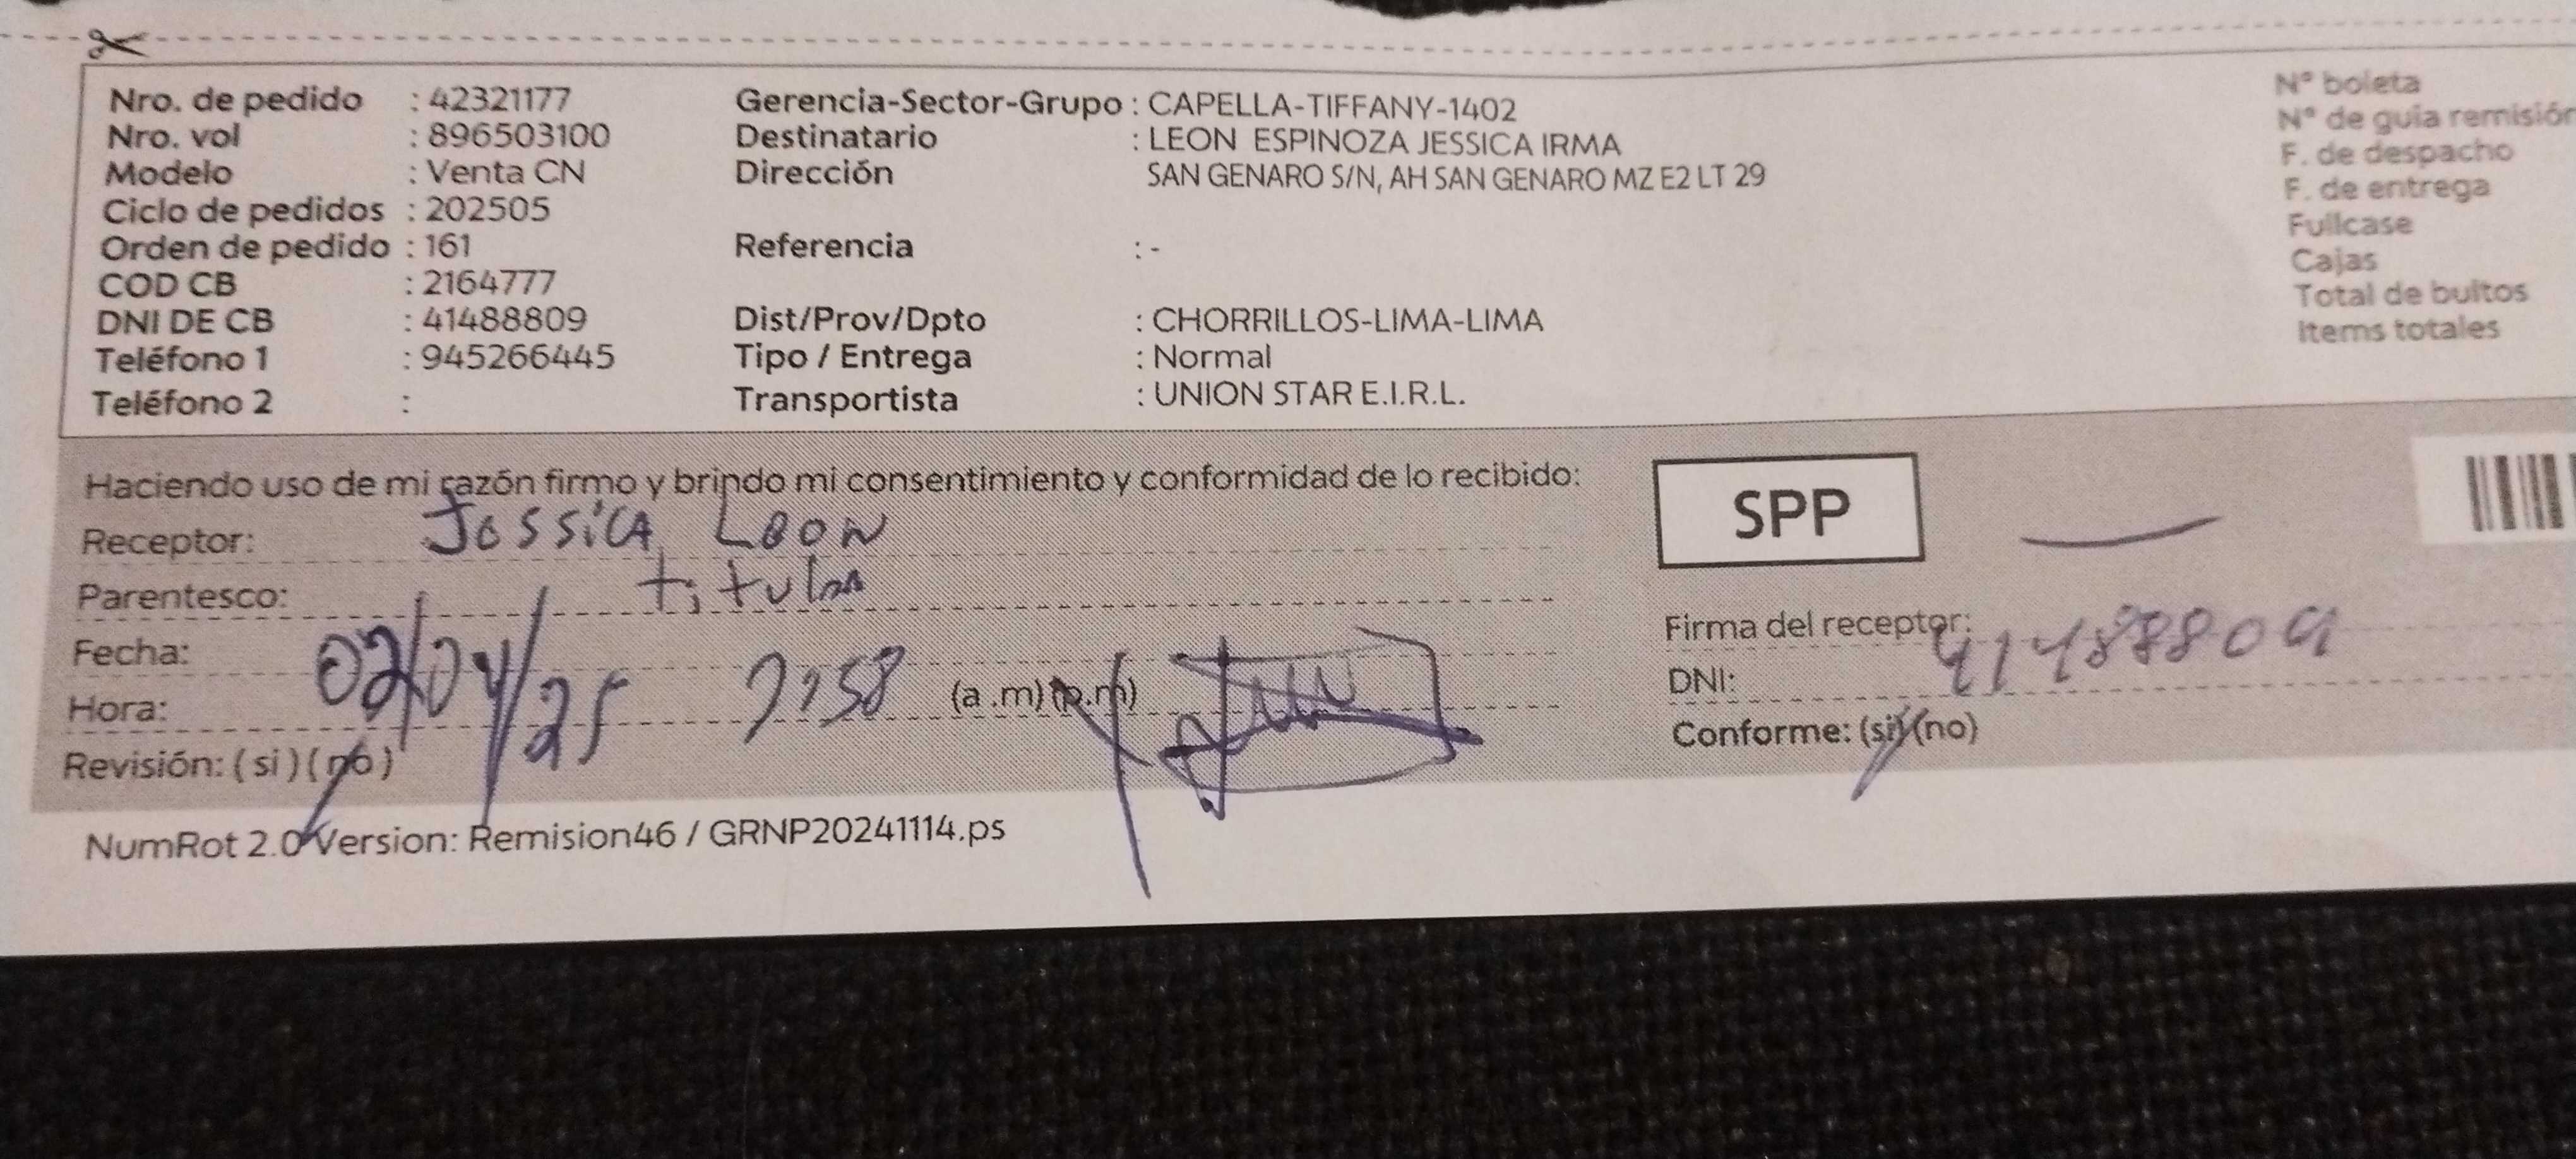 Nro. de pedido : 42321177 Gerencia-Sector-Grupo : CAPELLA-TIFFANY-1402 N° boleta
Nro. vol : 896503100 Destinatario : LEON ESPINOZA JESSICA IRMA N° de guia remisión
Modelo : Venta CN Dirección SAN GENARO S/N, AH SAN GENARO MZ E2 LT 29 F. de despacho
Ciclo de pedidos : 202505 F. de entrega
Orden de pedido : 161 Referencia : - Fullcase
COD CB : 2164777 Cajas
DNI DE CB : 41488809 Dist/Prov/Dpto : CHORRILLOS-LIMA-LIMA Total de bultos
Teléfono 1 : 945266445 Tipo / Entrega : Normal Items totales
Teléfono 2 : Transportista : UNION STAR E.I.R.L.
Haciendo uso de mi razón firmo y brindo mi consentimiento y conformidad de lo recibido:
SPP
Receptor: Jessica Leon
Parentesco: titular
Fecha: 02/04/25
Firma del receptor:
Hora: 7:58 (a .m) (p.m)
DNI: 41488809
Revisión: ( si ) ( no )
Conforme: (si) (no)
NumRot 2.0 Version: Remision46 / GRNP20241114.ps